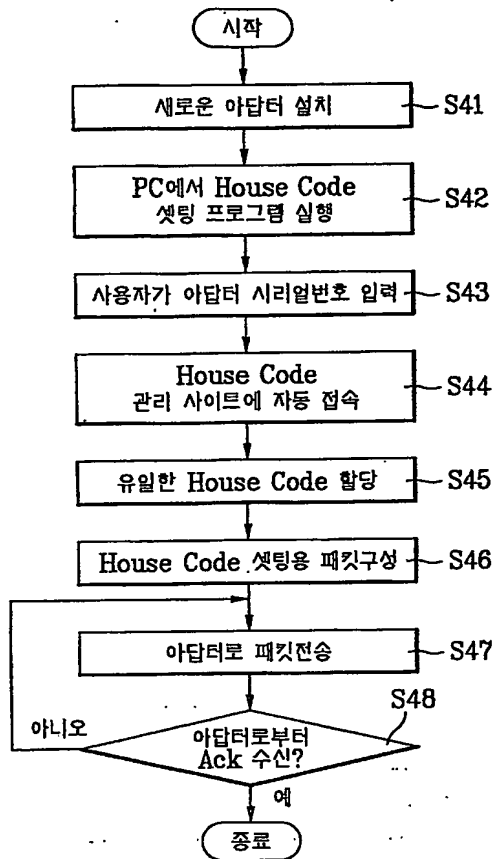 시작
새로운 아답터 설치
S41
PC에서 House Code
셋팅 프로그램 실행
S42
사용자가 아답터 시리얼번호 입력
S43
House Code
관리 사이트에 자동 접속
S44
유일한 House Code 할당
S45
House Code 셋팅용 패킷구성
S46
아답터로 패킷전송
S47
S48
아답터로부터
Ack 수신?
아니오
예
종료